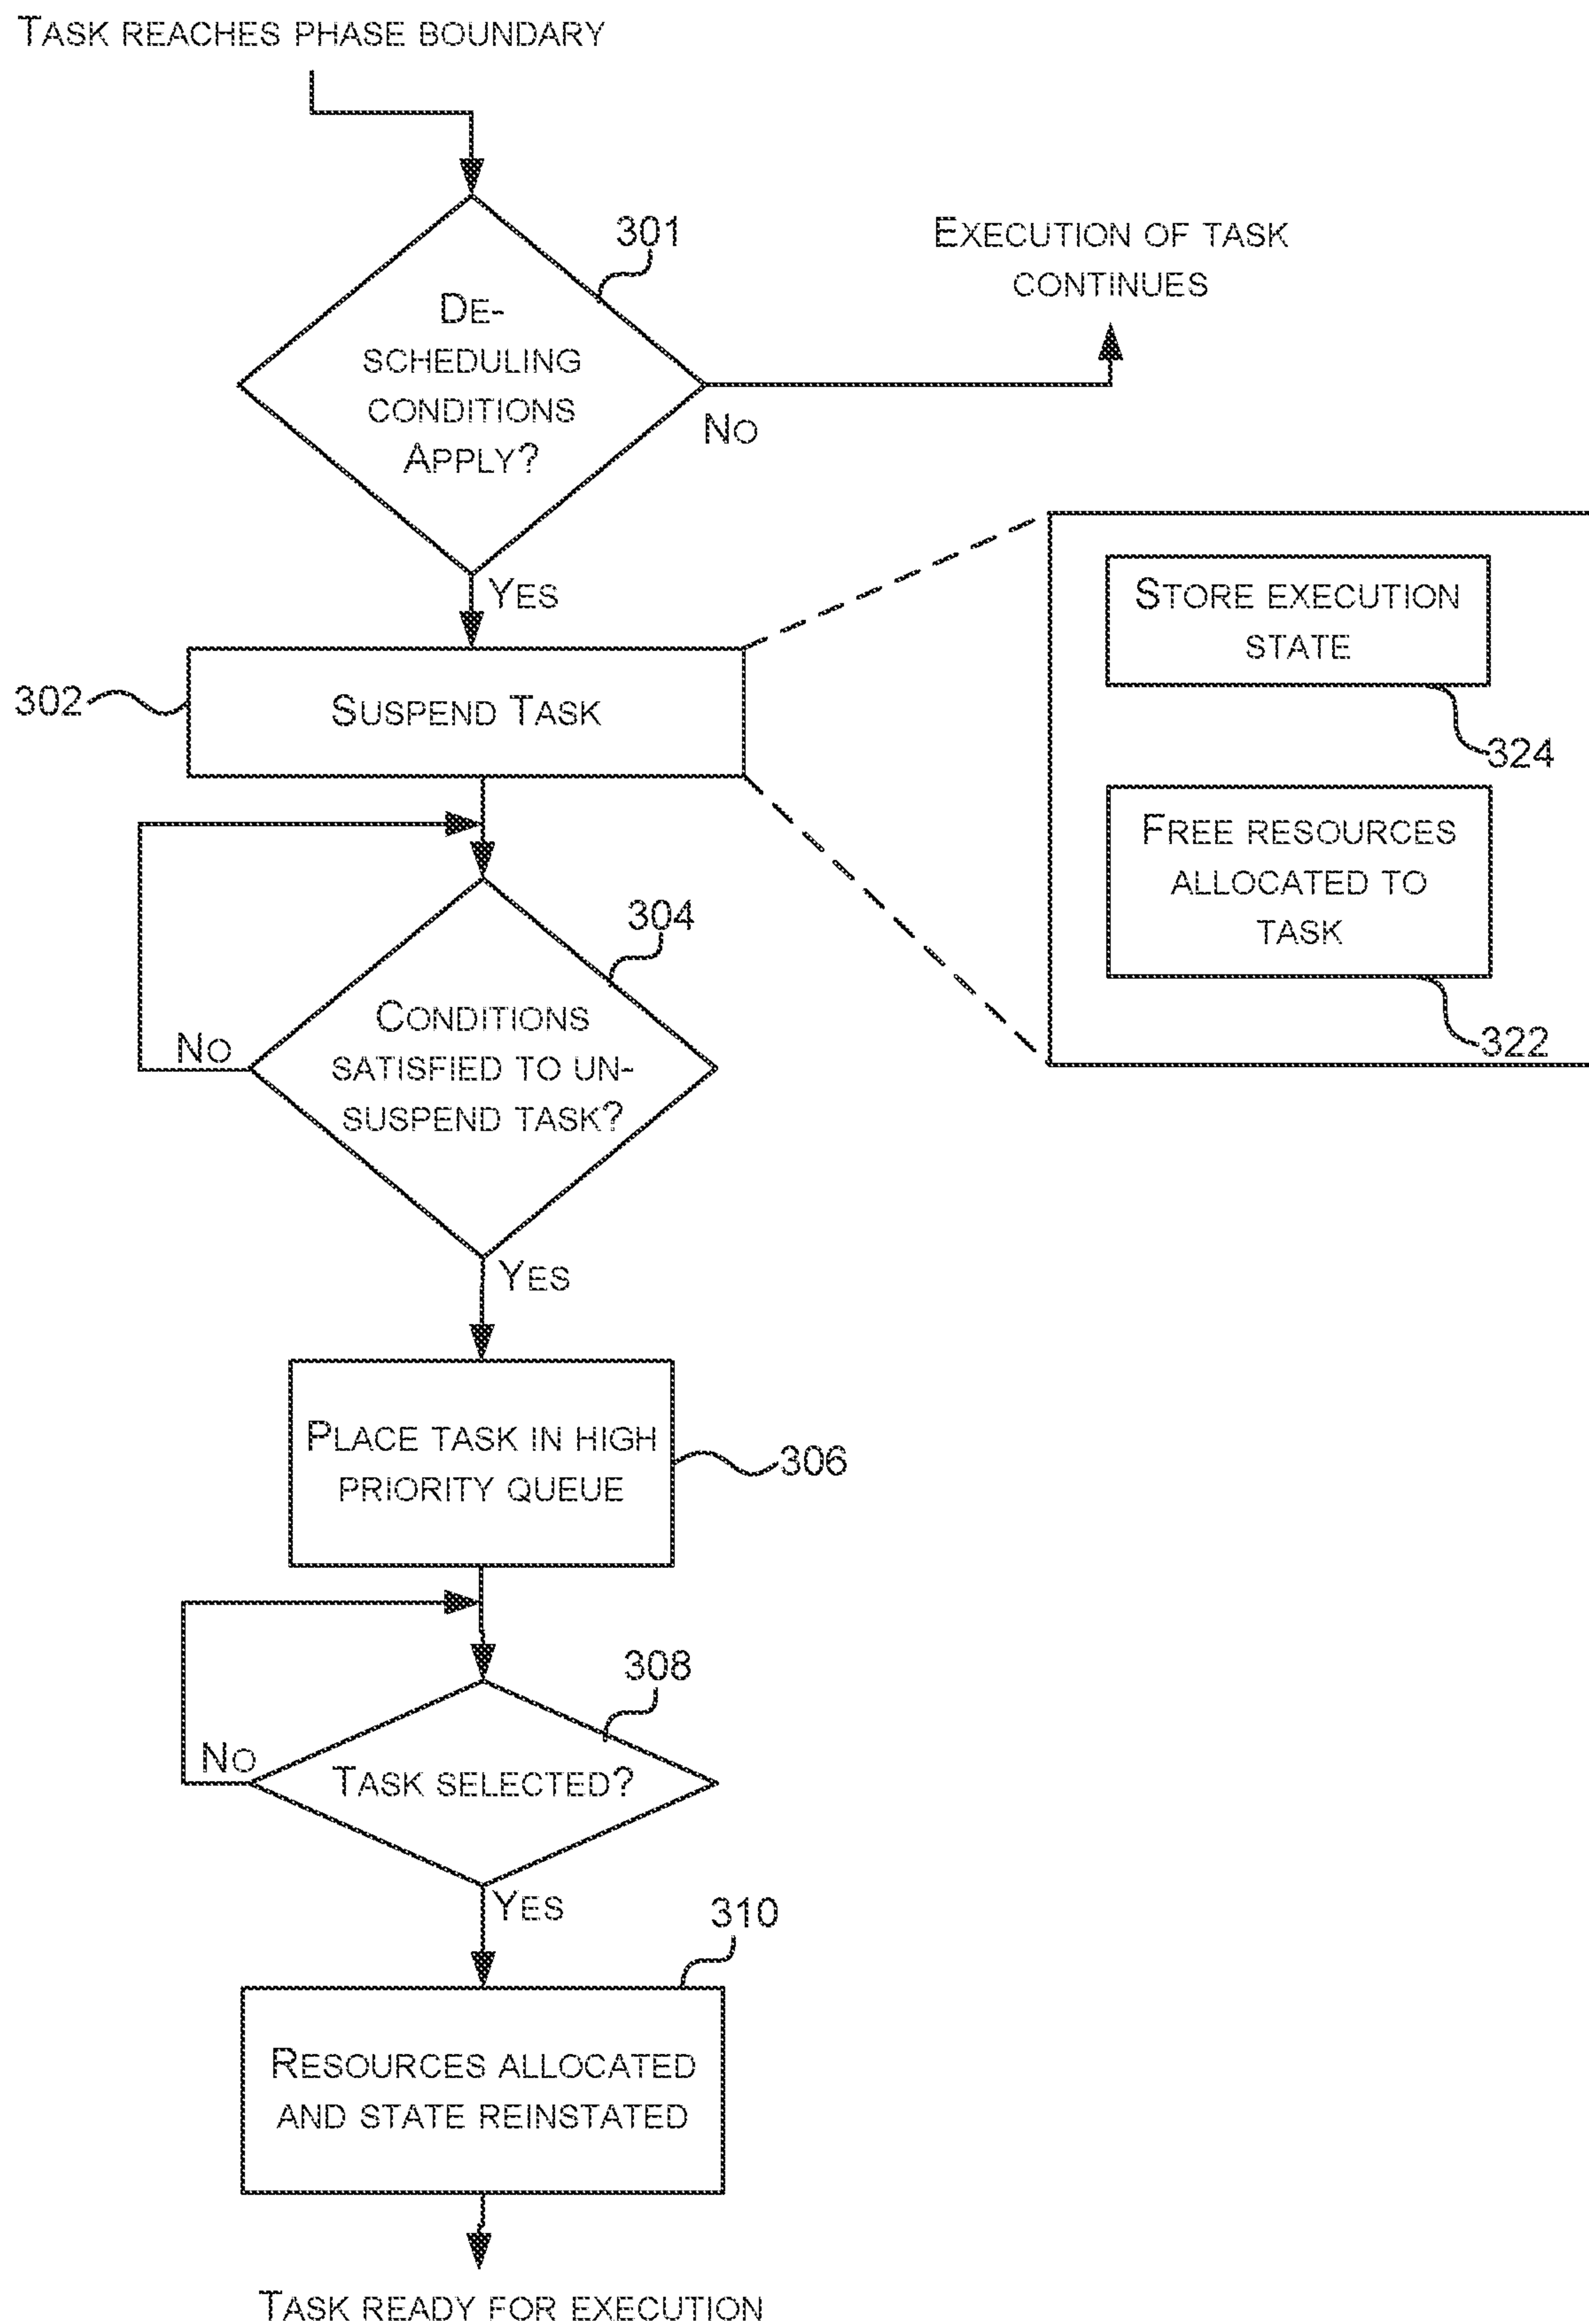 TASK REACHES PHASE BOUNDARY
301
EXECUTION OF TASK
CONTINUES
DE-
SCHEDULING
CONDITIONS
APPLY?
NO
YES
STORE EXECUTION
STATE
302
SUSPEND TASK
324
FREE RESOURCES
ALLOCATED TO
TASK
322
304
CONDITIONS
SATISFIED TO UN-
SUSPEND TASK?
NO
YES
PLACE TASK IN HIGH
PRIORITY QUEUE
306
308
NO
TASK SELECTED?
YES
310
RESOURCES ALLOCATED
AND STATE REINSTATED
TASK READY FOR EXECUTION